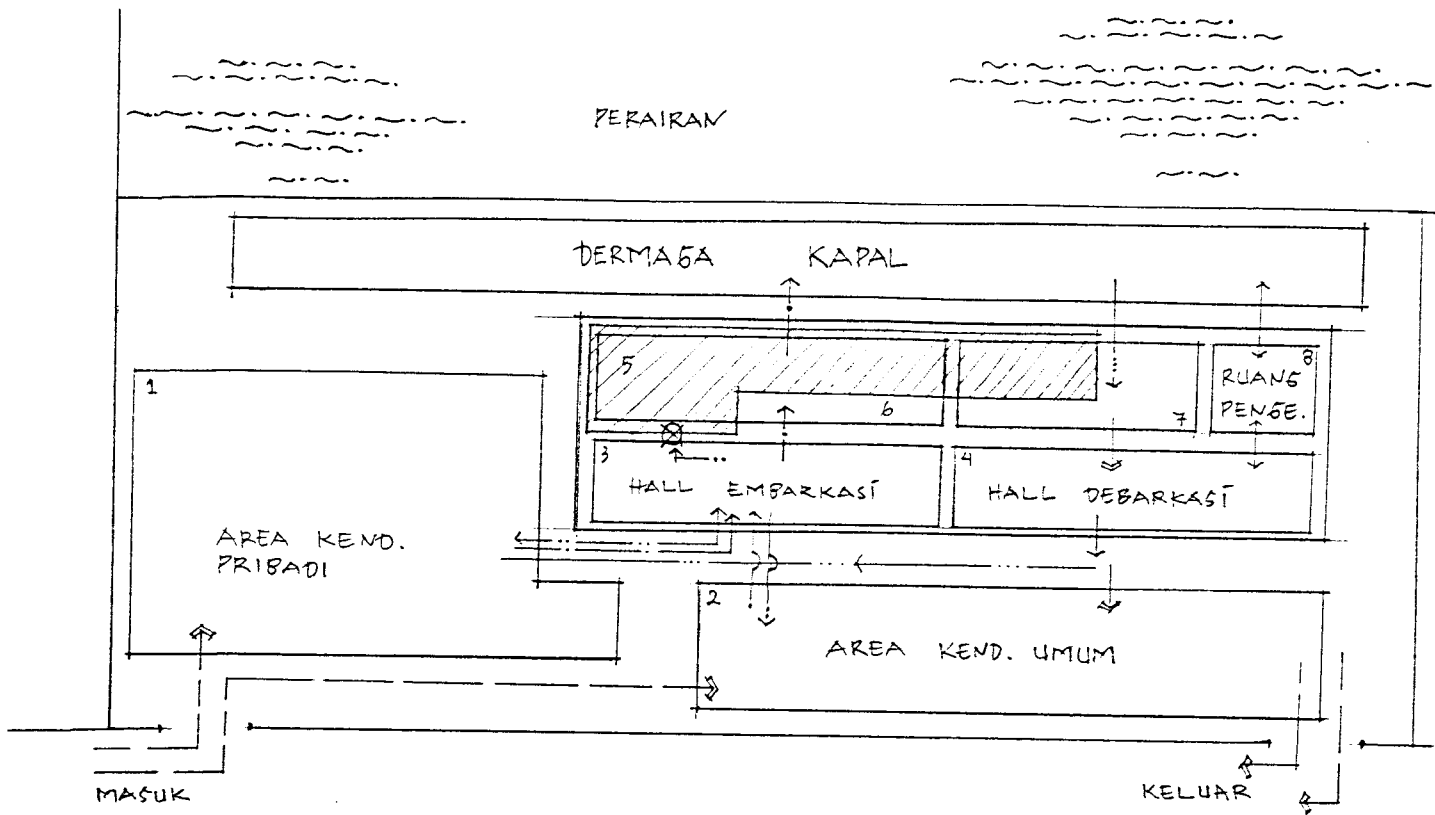 PERAIRAN
DERMAGA KAPAL
1
5
6
7
8
RUANG
PENGE.
3
HALL EMBARKASI
4
HALL DEBARKASI
AREA KEND.
PRIBADI
2
AREA KEND. UMUM
MASUK
KELUAR